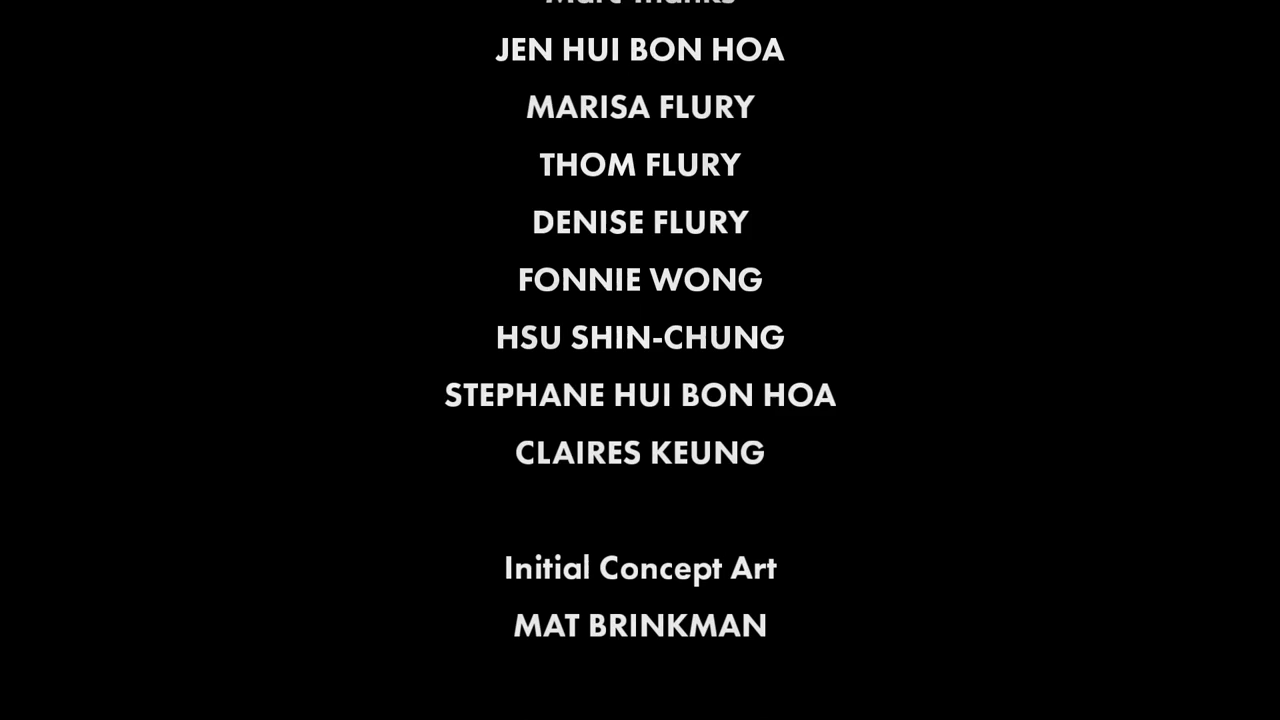 JEN HUI BON HOA
MARISA FLURY
THOM FLURY
DENISE FLURY
FONNIE WONG
HSU SHIN-CHUNG
STEPHANE HUI BON HOA
CLAIRES KEUNG
Initial Concept Art
MAT BRINKMAN